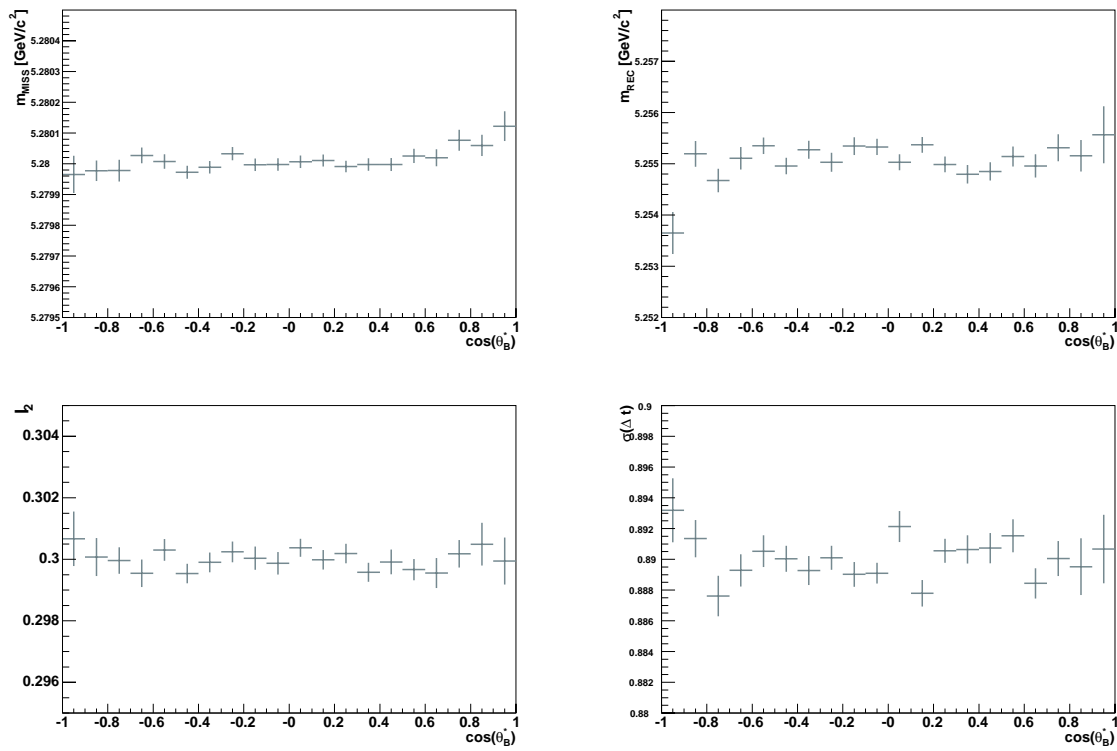 m_MISS [GeV/c²]
5.2804
5.2803
5.2802
5.2801
5.28
5.2799
5.2798
5.2797
5.2796
5.2795
-1 -0.8 -0.6 -0.4 -0.2 -0 0.2 0.4 0.6 0.8 1
cos(θ*_B)
m_REC [GeV/c²]
5.257
5.256
5.255
5.254
5.253
5.252
-1 -0.8 -0.6 -0.4 -0.2 -0 0.2 0.4 0.6 0.8 1
cos(θ*_B)
l_2
0.304
0.302
0.3
0.298
0.296
-1 -0.8 -0.6 -0.4 -0.2 -0 0.2 0.4 0.6 0.8 1
cos(θ*_B)
σ(Δ t)
0.9
0.898
0.896
0.894
0.892
0.89
0.888
0.886
0.884
0.882
0.88
-1 -0.8 -0.6 -0.4 -0.2 -0 0.2 0.4 0.6 0.8 1
cos(θ*_B)